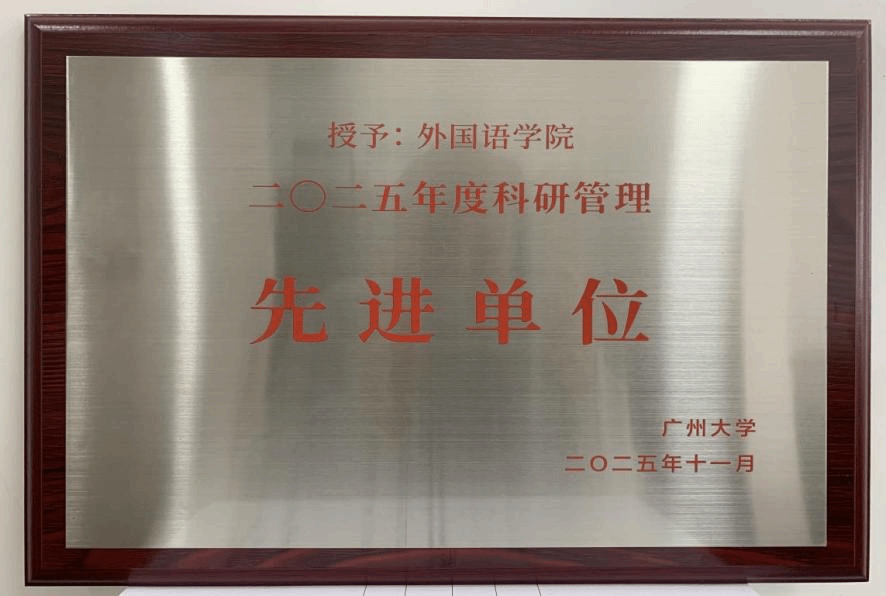 授予：外国语学院
二〇二五年度科研管理
先进单位
广州大学
二〇二五年十一月